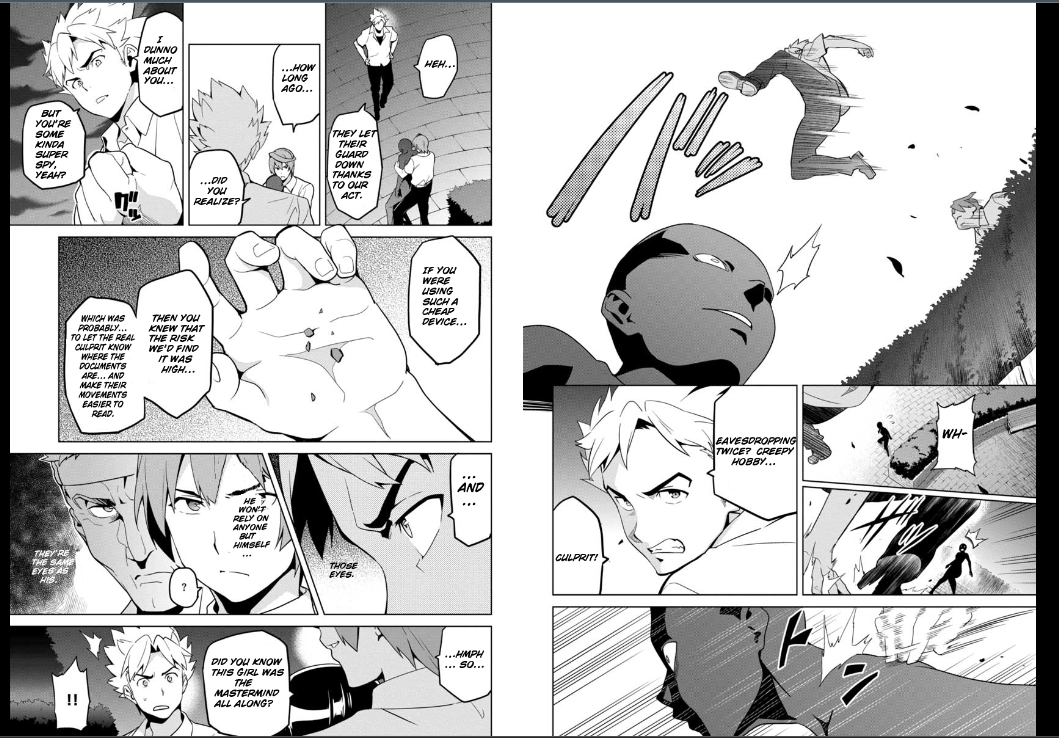 WH-
EAVESDROPPING
TWICE? CREEPY
HOBBY...
CULPRIT!
ドッ
HEH...
THEY LET
THEIR
GUARD
DOWN
THANKS
TO OUR
ACT.
...HOW
LONG
AGO...
...DID
YOU
REALIZE?
I
DUNNO
MUCH
ABOUT
YOU...
BUT
YOU'RE
SOME
KINDA
SUPER
SPY,
YEAH?
IF YOU
WERE
USING
SUCH A
CHEAP
DEVICE...
THEN YOU
KNEW THAT
THE RISK
WE'D FIND
IT WAS
HIGH...
WHICH WAS
PROBABLY...
TO LET THE REAL
CULPRIT KNOW
WHERE THE
DOCUMENTS
ARE... AND
MAKE THEIR
MOVEMENTS
EASIER TO
READ.
...
AND
...
THOSE
EYES.
HE
WON'T
RELY ON
ANYONE
BUT
HIMSELF
...
?
THEY'RE
THE SAME
EYES AS
HIS.
...HMPH
... SO...
DID YOU KNOW
THIS GIRL WAS
THE
MASTERMIND
ALL ALONG?
!!